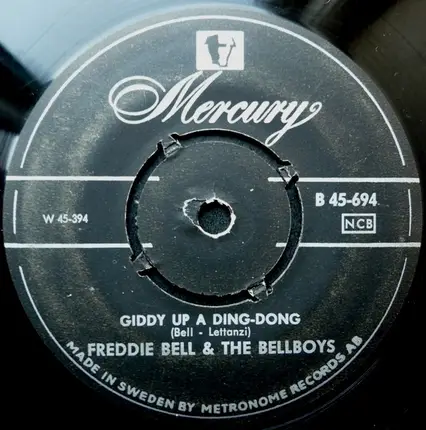 Mercury
B 45-694
W 45-394
NCB
GIDDY UP A DING-DONG
(Bell - Lettanzi)
FREDDIE BELL & THE BELLBOYS
MADE IN SWEDEN BY METRONOME RECORDS AB